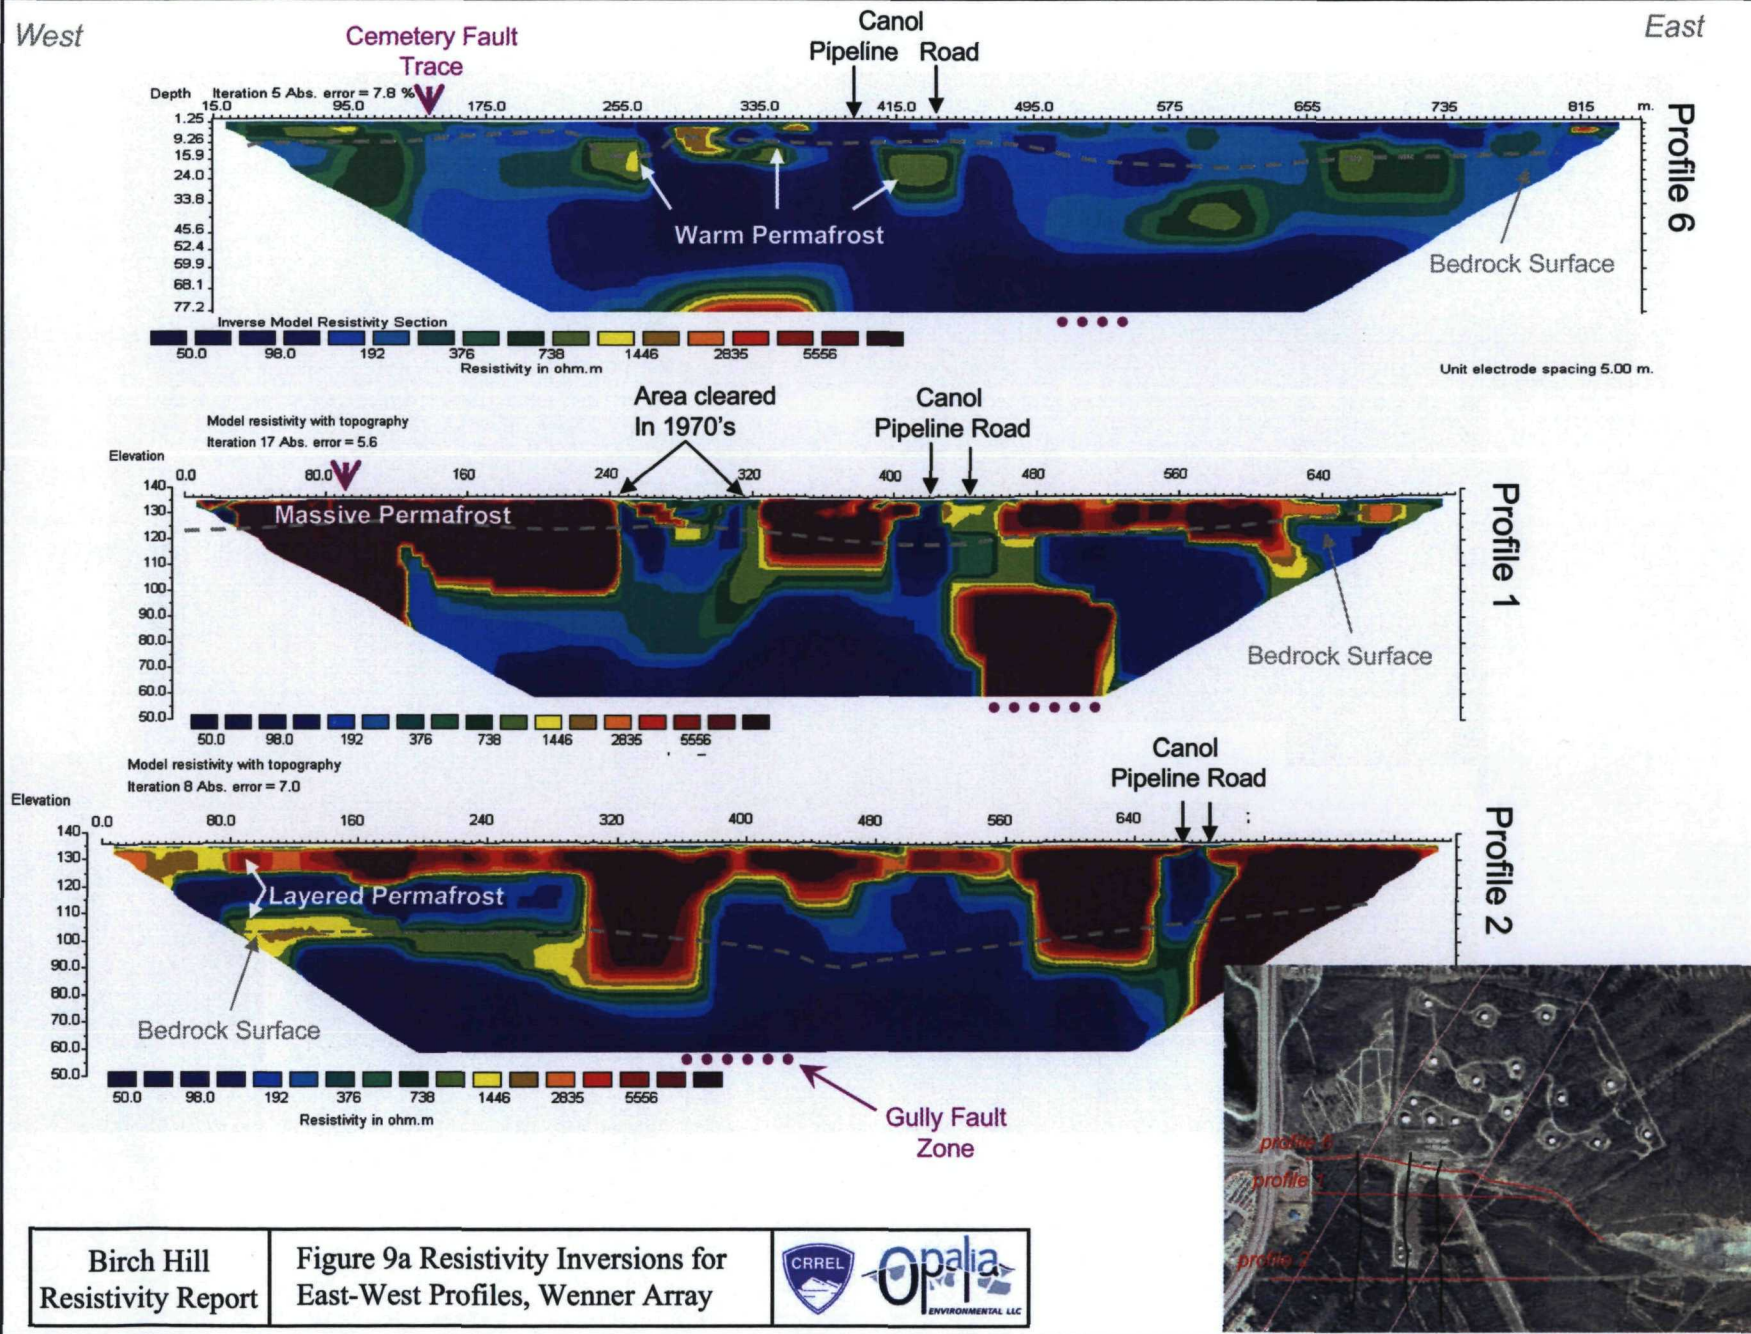 West
East
Cemetery Fault
Trace
Canol
Pipeline Road
Depth Iteration 5 Abs. error = 7.8 %
15.0 95.0 175.0 255.0 335.0 415.0 495.0 575 655 735 815 m.
1.25
9.26
15.9
24.0
33.8
45.6
52.4
59.9
68.1
77.2
Warm Permafrost
Bedrock Surface
Profile 6
Inverse Model Resistivity Section
50.0 98.0 192 376 738 1446 2835 5556
Resistivity in ohm.m
Unit electrode spacing 5.00 m.
Area cleared
In 1970's
Canol
Pipeline Road
Model resistivity with topography
Iteration 17 Abs. error = 5.6
Elevation
0.0 80.0 160 240 320 400 480 560 640
140
130
120
110
100
90.0
80.0
70.0
60.0
50.0
Massive Permafrost
Bedrock Surface
Profile 1
50.0 98.0 192 376 738 1446 2835 5556
Model resistivity with topography
Iteration 8 Abs. error = 7.0
Canol
Pipeline Road
Elevation
0.0 80.0 160 240 320 400 480 560 640
140
130
120
110
100
90.0
80.0
70.0
60.0
50.0
Layered Permafrost
Bedrock Surface
Profile 2
50.0 98.0 192 376 738 1446 2835 5556
Resistivity in ohm.m
Gully Fault
Zone
profile
profile
profile
Birch Hill
Resistivity Report
Figure 9a Resistivity Inversions for
East-West Profiles, Wenner Array
CRREL
Opalia
ENVIRONMENTAL LLC